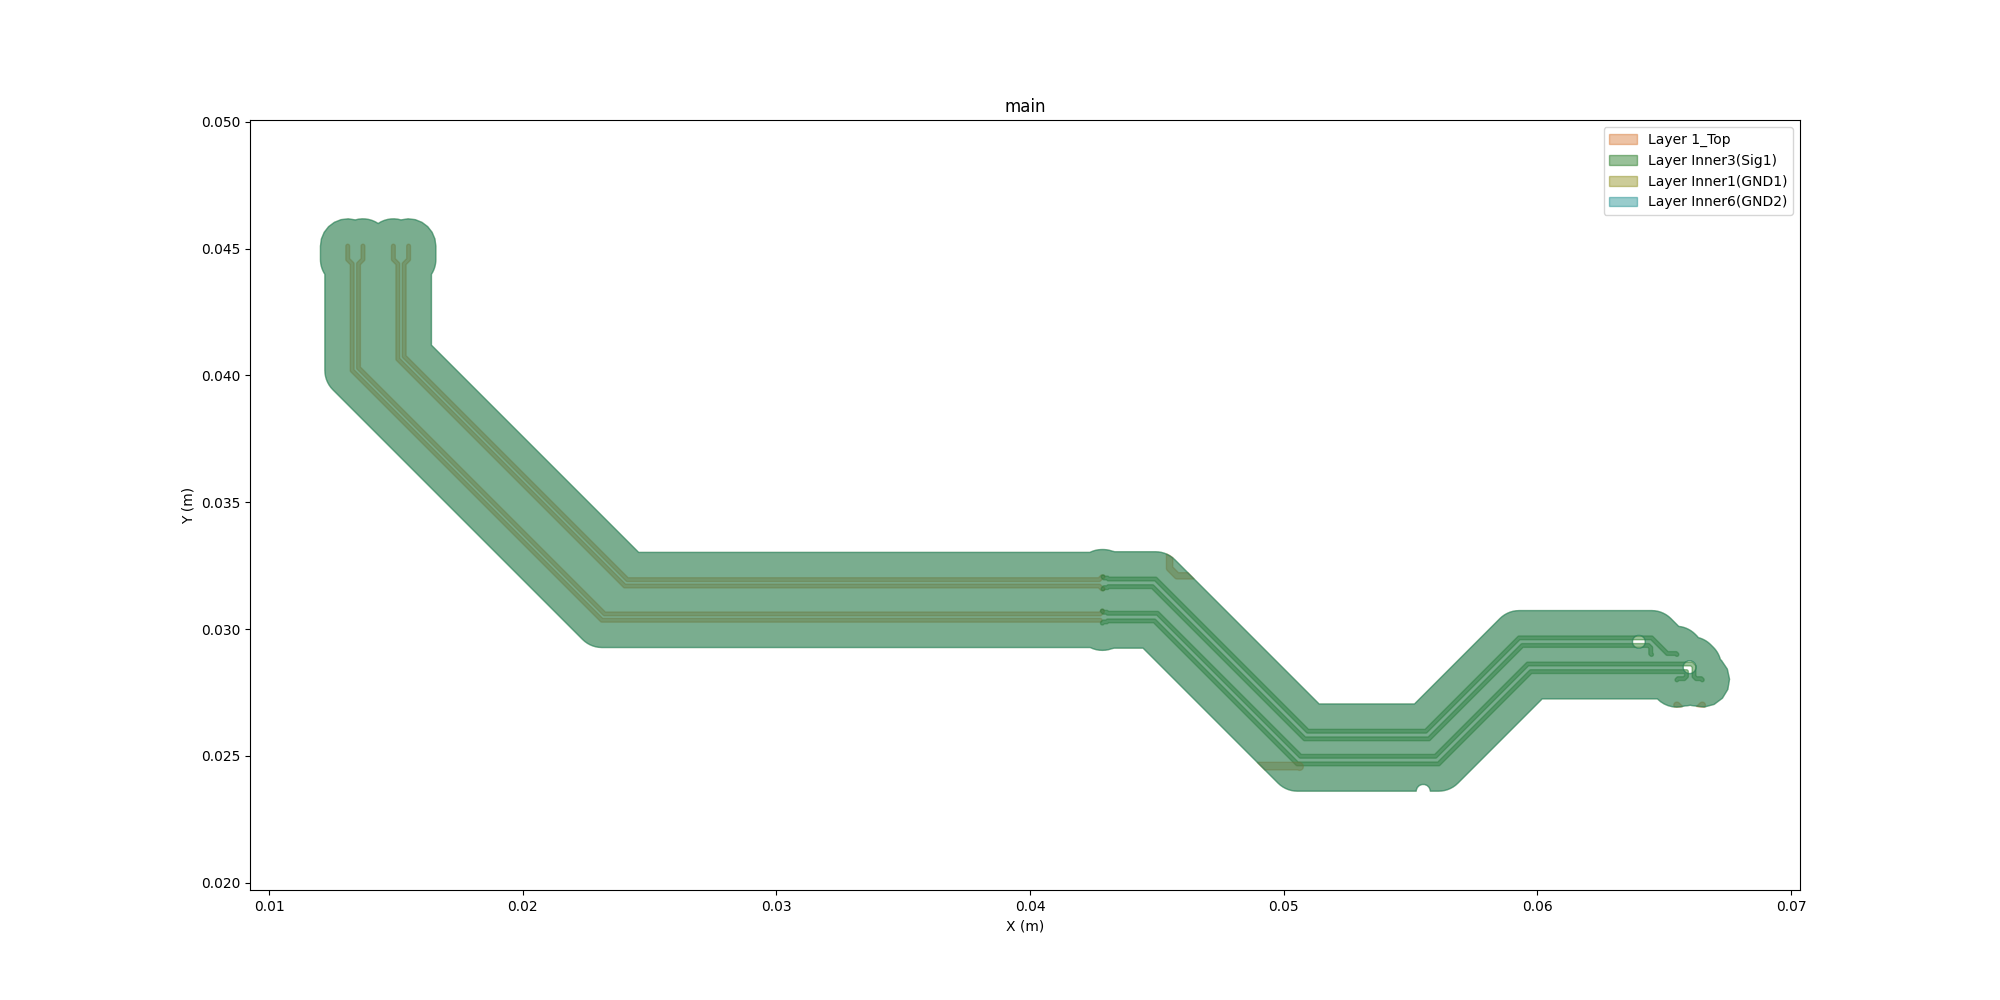 main
Layer 1_Top
Layer Inner3(Sig1)
Layer Inner1(GND1)
Layer Inner6(GND2)
0.050
0.045
0.040
0.035
0.030
0.025
0.020
Y (m)
0.01
0.02
0.03
0.04
0.05
0.06
0.07
X (m)